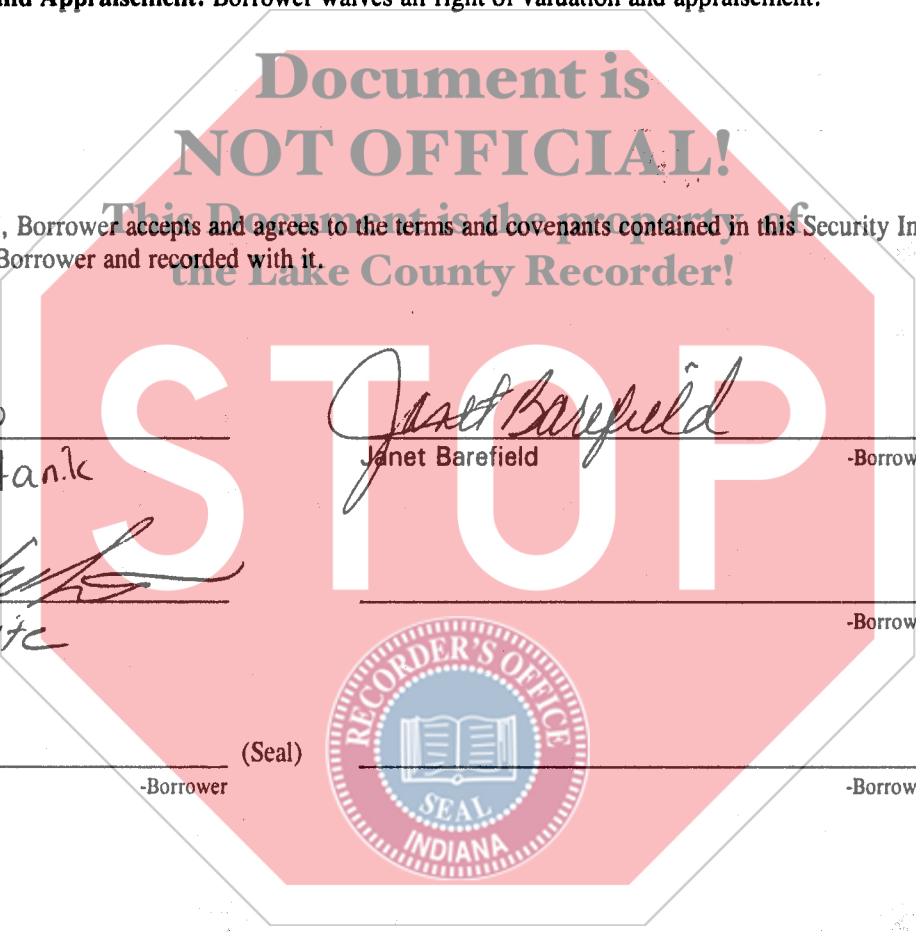 and Appraisement. Borrower waives all right of valuation and appraisement.
Document is
NOT OFFICIAL!
This Document is the property of
, Borrower accepts and agrees to the terms and covenants contained in this Security In
Borrower and recorded with it.
the Lake County Recorder!
STOP
Janet Barefield
Janet Barefield
-Borrow
-Borrow
RECORDER'S OFFICE
(Seal)
-Borrower
-Borrow
SEAL
INDIANA